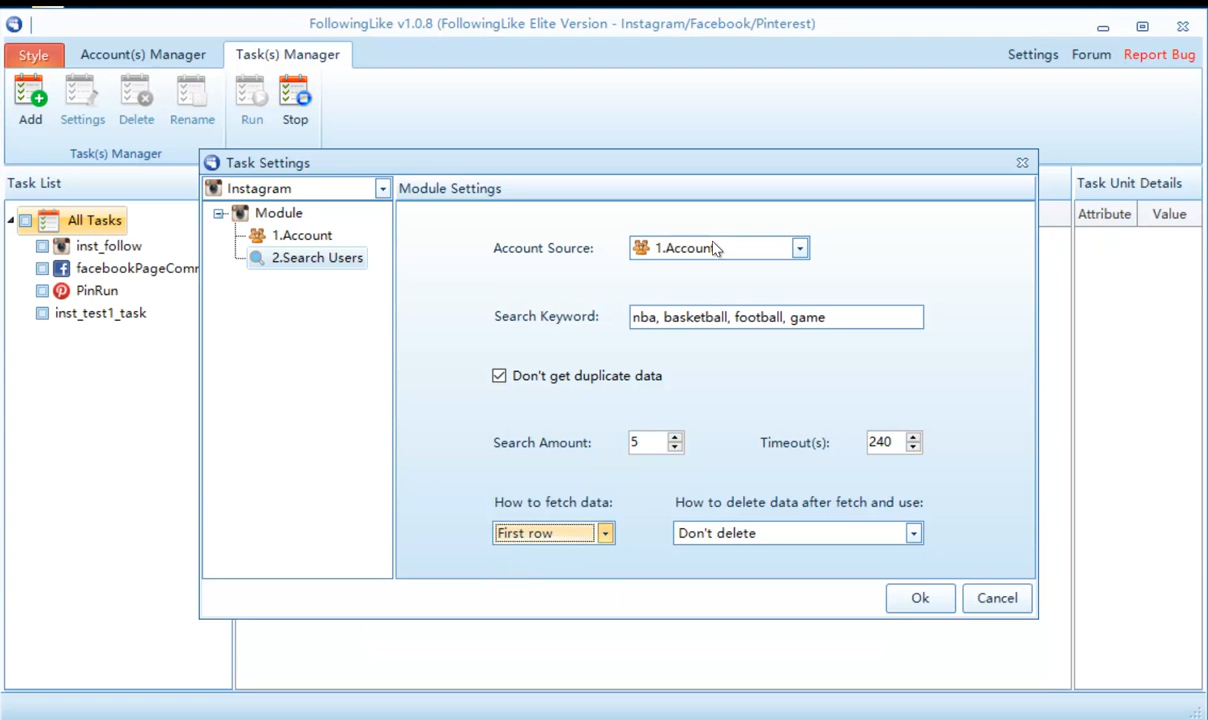 FollowingLike v1.0.8 (FollowingLike Elite Version - Instagram/Facebook/Pinterest)
Style Account(s) Manager Task(s) Manager Settings Forum Report Bug
Add Settings Delete Rename Run Stop
Task(s) Manager
Task Settings
Task List
Instagram
Module Settings
Task Unit Details
Attribute Value
All Tasks
inst_follow
facebookPageComm
PinRun
inst_test1_task
Module
1.Account
2.Search Users
Account Source: 1.Account
Search Keyword: nba, basketball, football, game
Don't get duplicate data
Search Amount: 5 Timeout(s): 240
How to fetch data: How to delete data after fetch and use:
First row Don't delete
Ok Cancel